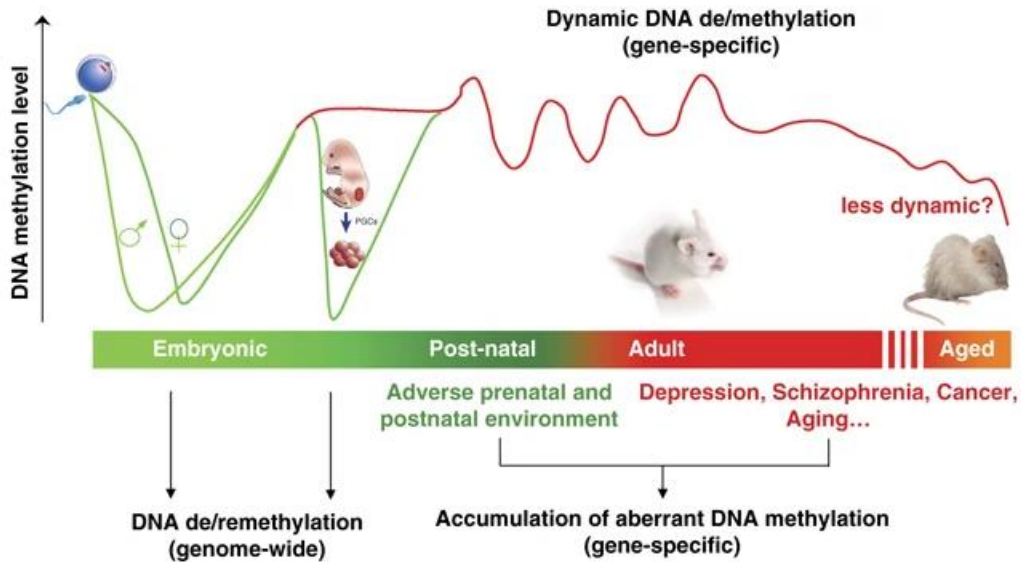 Dynamic DNA de/methylation
(gene-specific)
DNA methylation level
PGCs
less dynamic?
Embryonic
Post-natal
Adult
Aged
Adverse prenatal and
postnatal environment
Depression, Schizophrenia, Cancer,
Aging...
DNA de/remethylation
(genome-wide)
Accumulation of aberrant DNA methylation
(gene-specific)